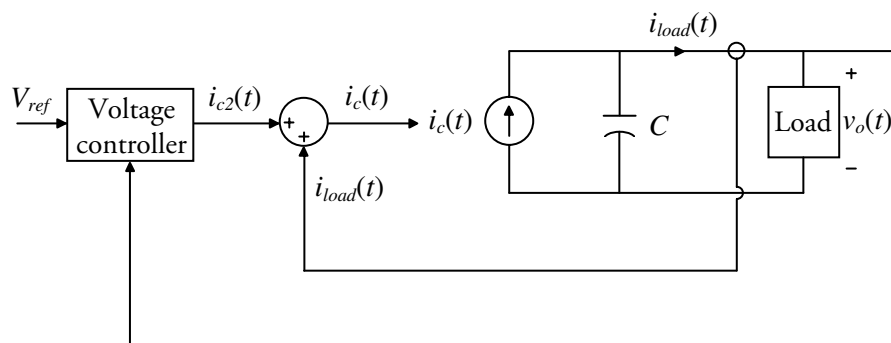 i_load(t)
V_ref
Voltage
controller
i_c2(t)
+
+
i_c(t)
i_load(t)
i_c(t)
C
Load
+
v_o(t)
−